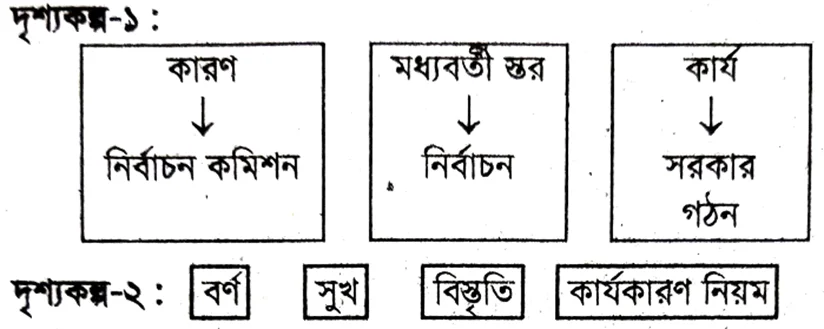 দৃশ্যকল্প-১ :
কারণ মধ্যবর্তী স্তর কার্য
↓ ↓ ↓
নির্বাচন কমিশন নির্বাচন সরকার
গঠন
দৃশ্যকল্প-২ : বর্ণ সুখ বিস্তৃতি কার্যকারণ নিয়ম